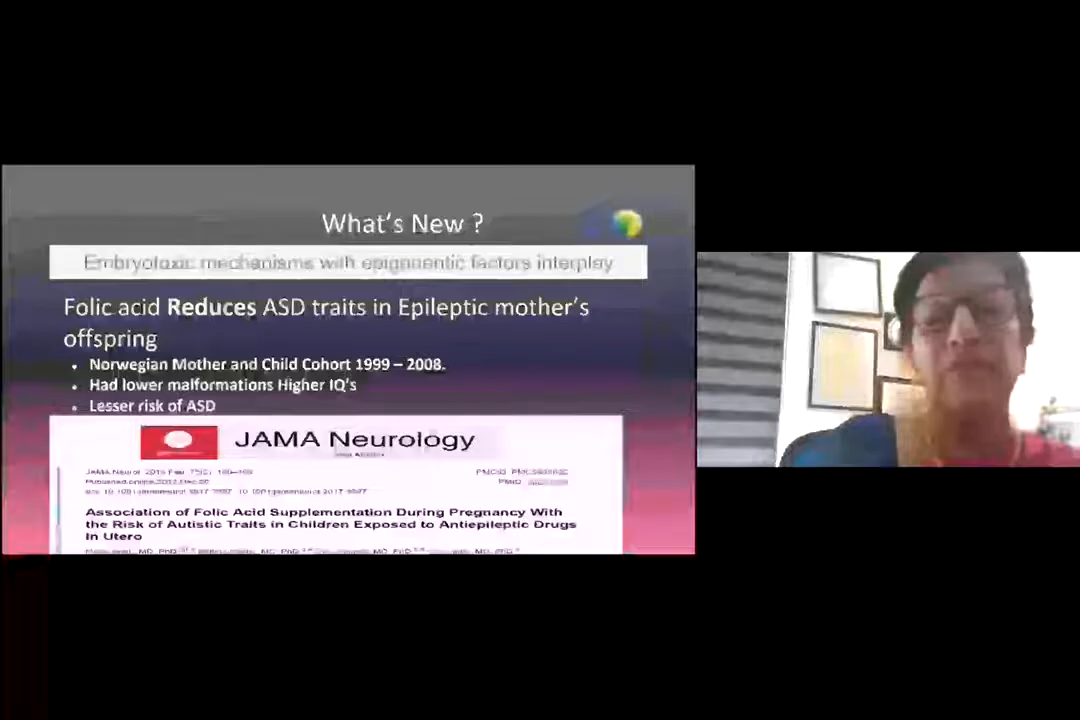 What's New ?
Embryotoxic mechanisms with epigenentic factors interplay
Folic acid Reduces ASD traits in Epileptic mother's
offspring
• Norwegian Mother and Child Cohort 1999 – 2008.
• Had lower malformations Higher IQ's
• Lesser risk of ASD
JAMA Neurology
Association of Folic Acid Supplementation During Pregnancy With
the Risk of Autistic Traits in Children Exposed to Antiepileptic Drugs
In Utero